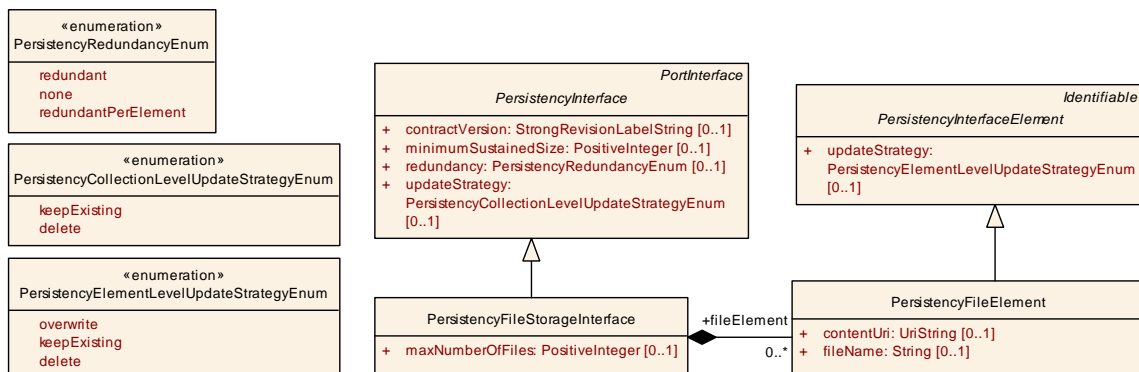 «enumeration»
PersistencyRedundancyEnum
redundant
none
redundantPerElement
«enumeration»
PersistencyCollectionLevelUpdateStrategyEnum
keepExisting
delete
«enumeration»
PersistencyElementLevelUpdateStrategyEnum
overwrite
keepExisting
delete
PortInterface
PersistencyInterface
+ contractVersion: StrongRevisionLabelString [0..1]
+ minimumSustainedSize: PositiveInteger [0..1]
+ redundancy: PersistencyRedundancyEnum [0..1]
+ updateStrategy:
PersistencyCollectionLevelUpdateStrategyEnum
[0..1]
Identifiable
PersistencyInterfaceElement
+ updateStrategy:
PersistencyElementLevelUpdateStrategyEnum
[0..1]
PersistencyFileStorageInterface
+ maxNumberOfFiles: PositiveInteger [0..1]
+fileElement
0..*
PersistencyFileElement
+ contentUri: UriString [0..1]
+ fileName: String [0..1]